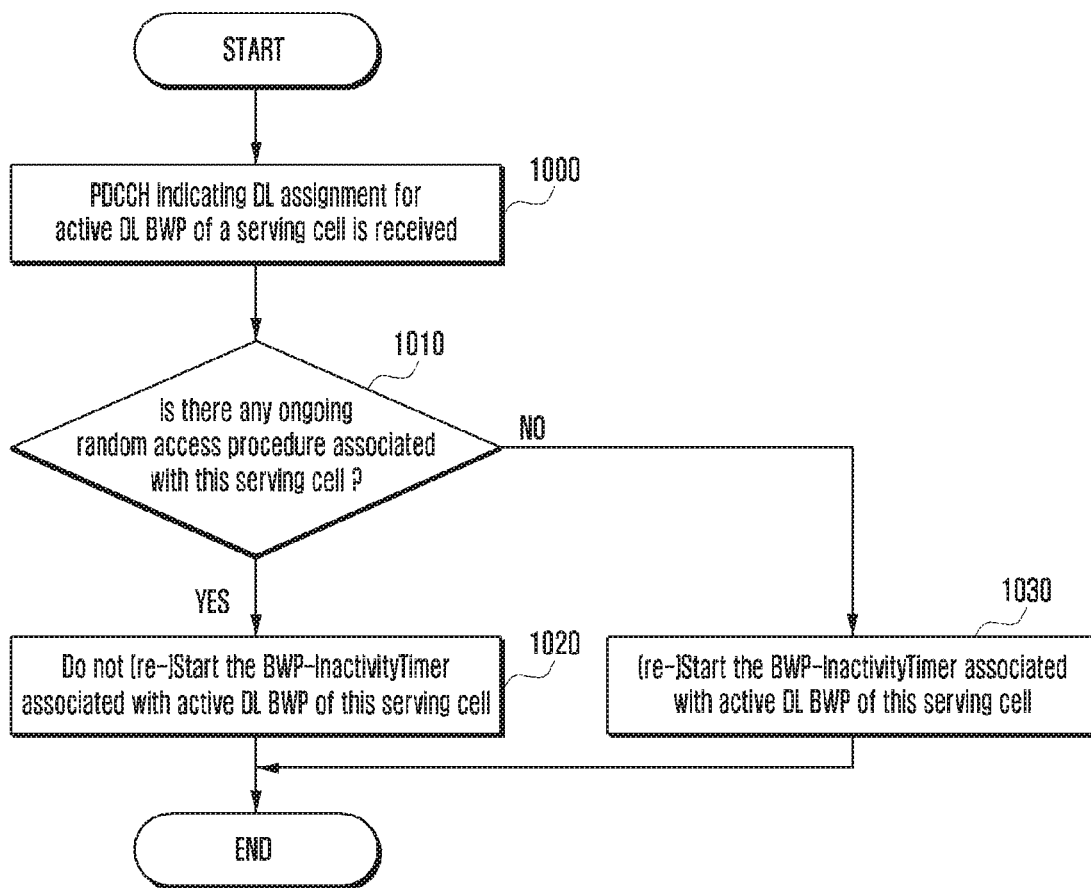 START
PDCCH indicating DL assignment for
active DL BWP of a serving cell is received
1000
1010
is there any ongoing
random access procedure associated
with this serving cell ?
NO
YES
1030
Do not (re-)Start the BWP-InactivityTimer
associated with active DL BWP of this serving cell
1020
(re-)Start the BWP-InactivityTimer associated
with active DL BWP of this serving cell
END